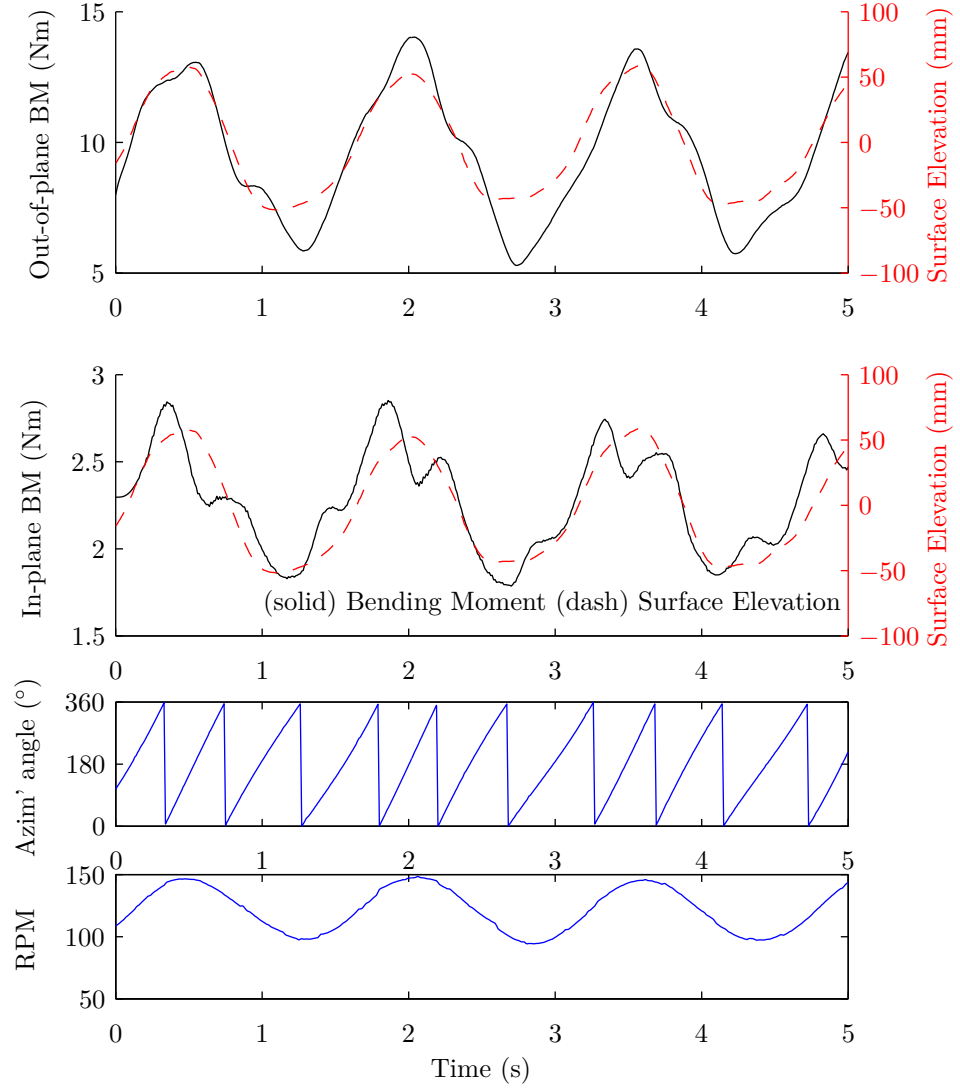 15
10
5
Out-of-plane BM (Nm)
100
50
0
−50
−100
Surface Elevation (mm)
0 1 2 3 4 5
3
2.5
2
1.5
In-plane BM (Nm)
100
50
0
−50
−100
Surface Elevation (mm)
(solid) Bending Moment (dash) Surface Elevation
0 1 2 3 4 5
360
180
0
Azim' angle (°)
0 1 2 3 4 5
150
100
50
RPM
0 1 2 3 4 5
Time (s)